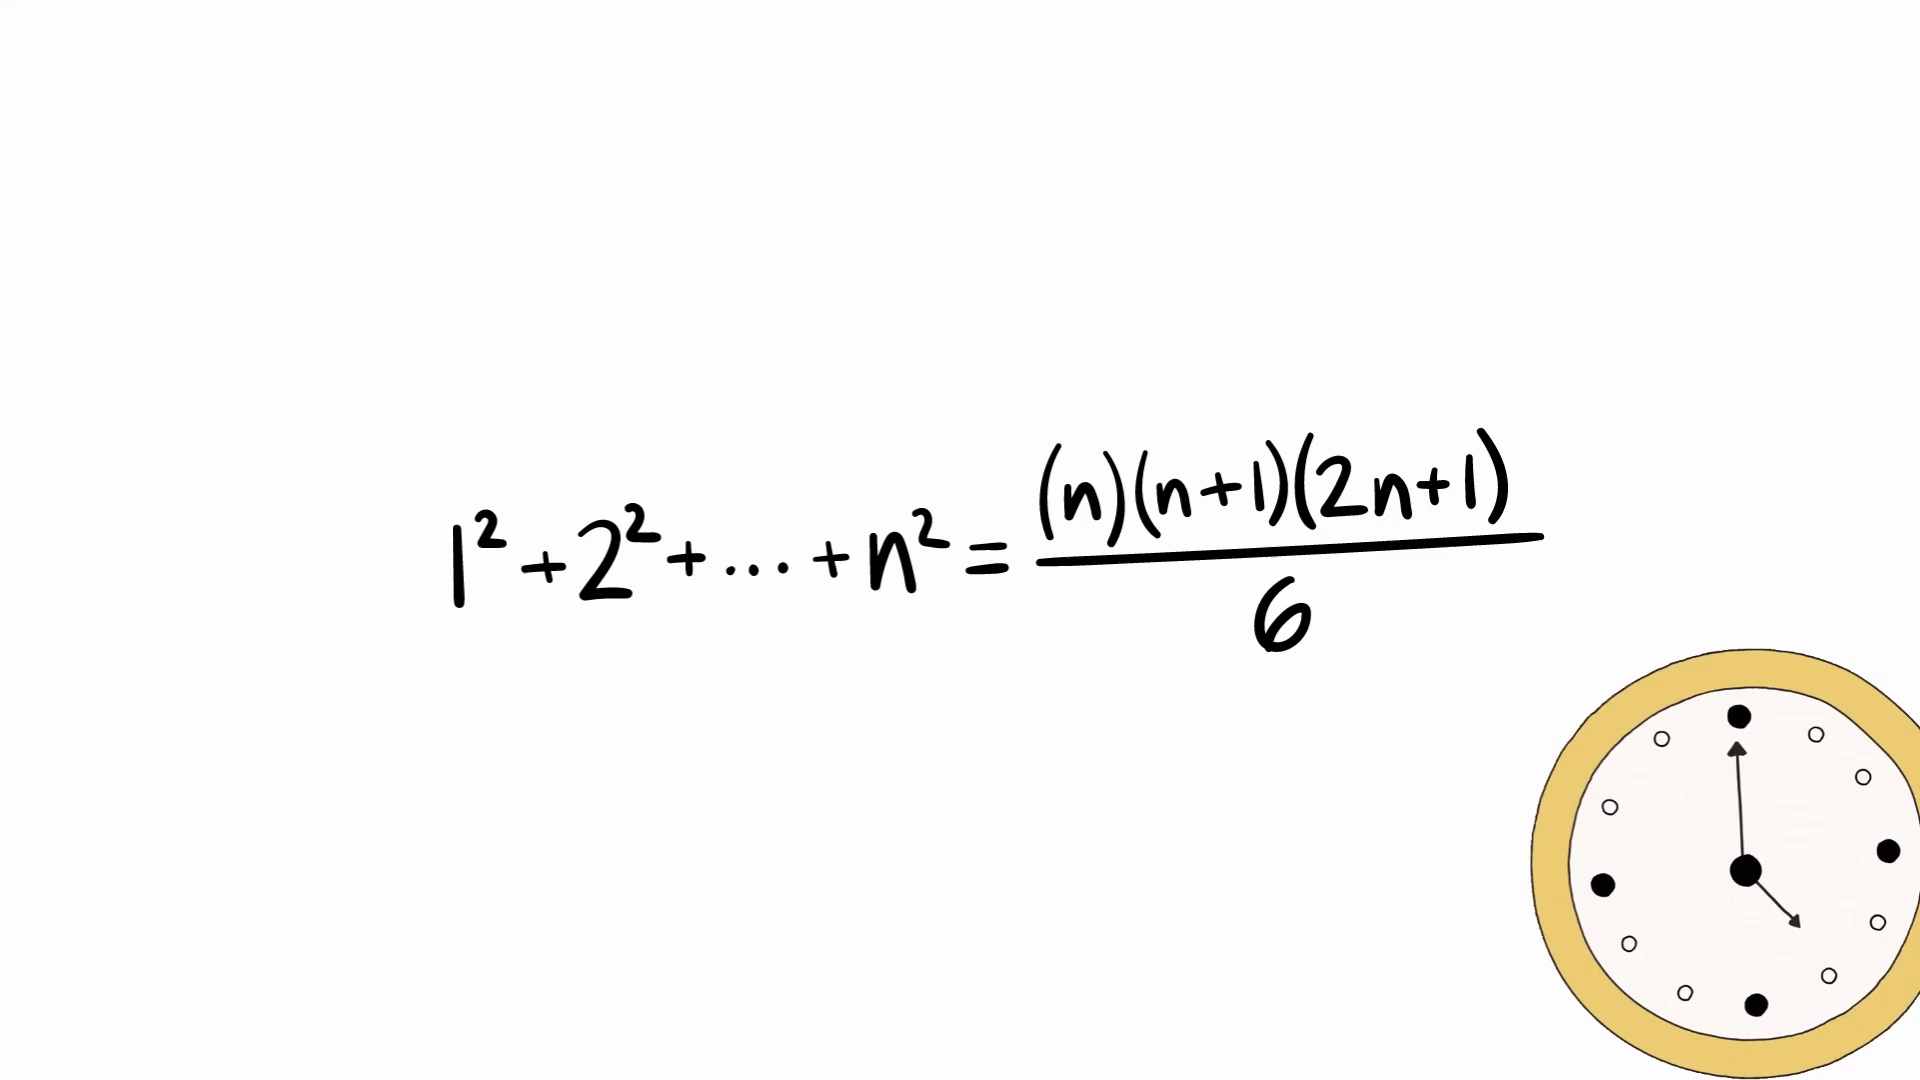 1² + 2² + ... + n² = (n)(n+1)(2n+1)
6